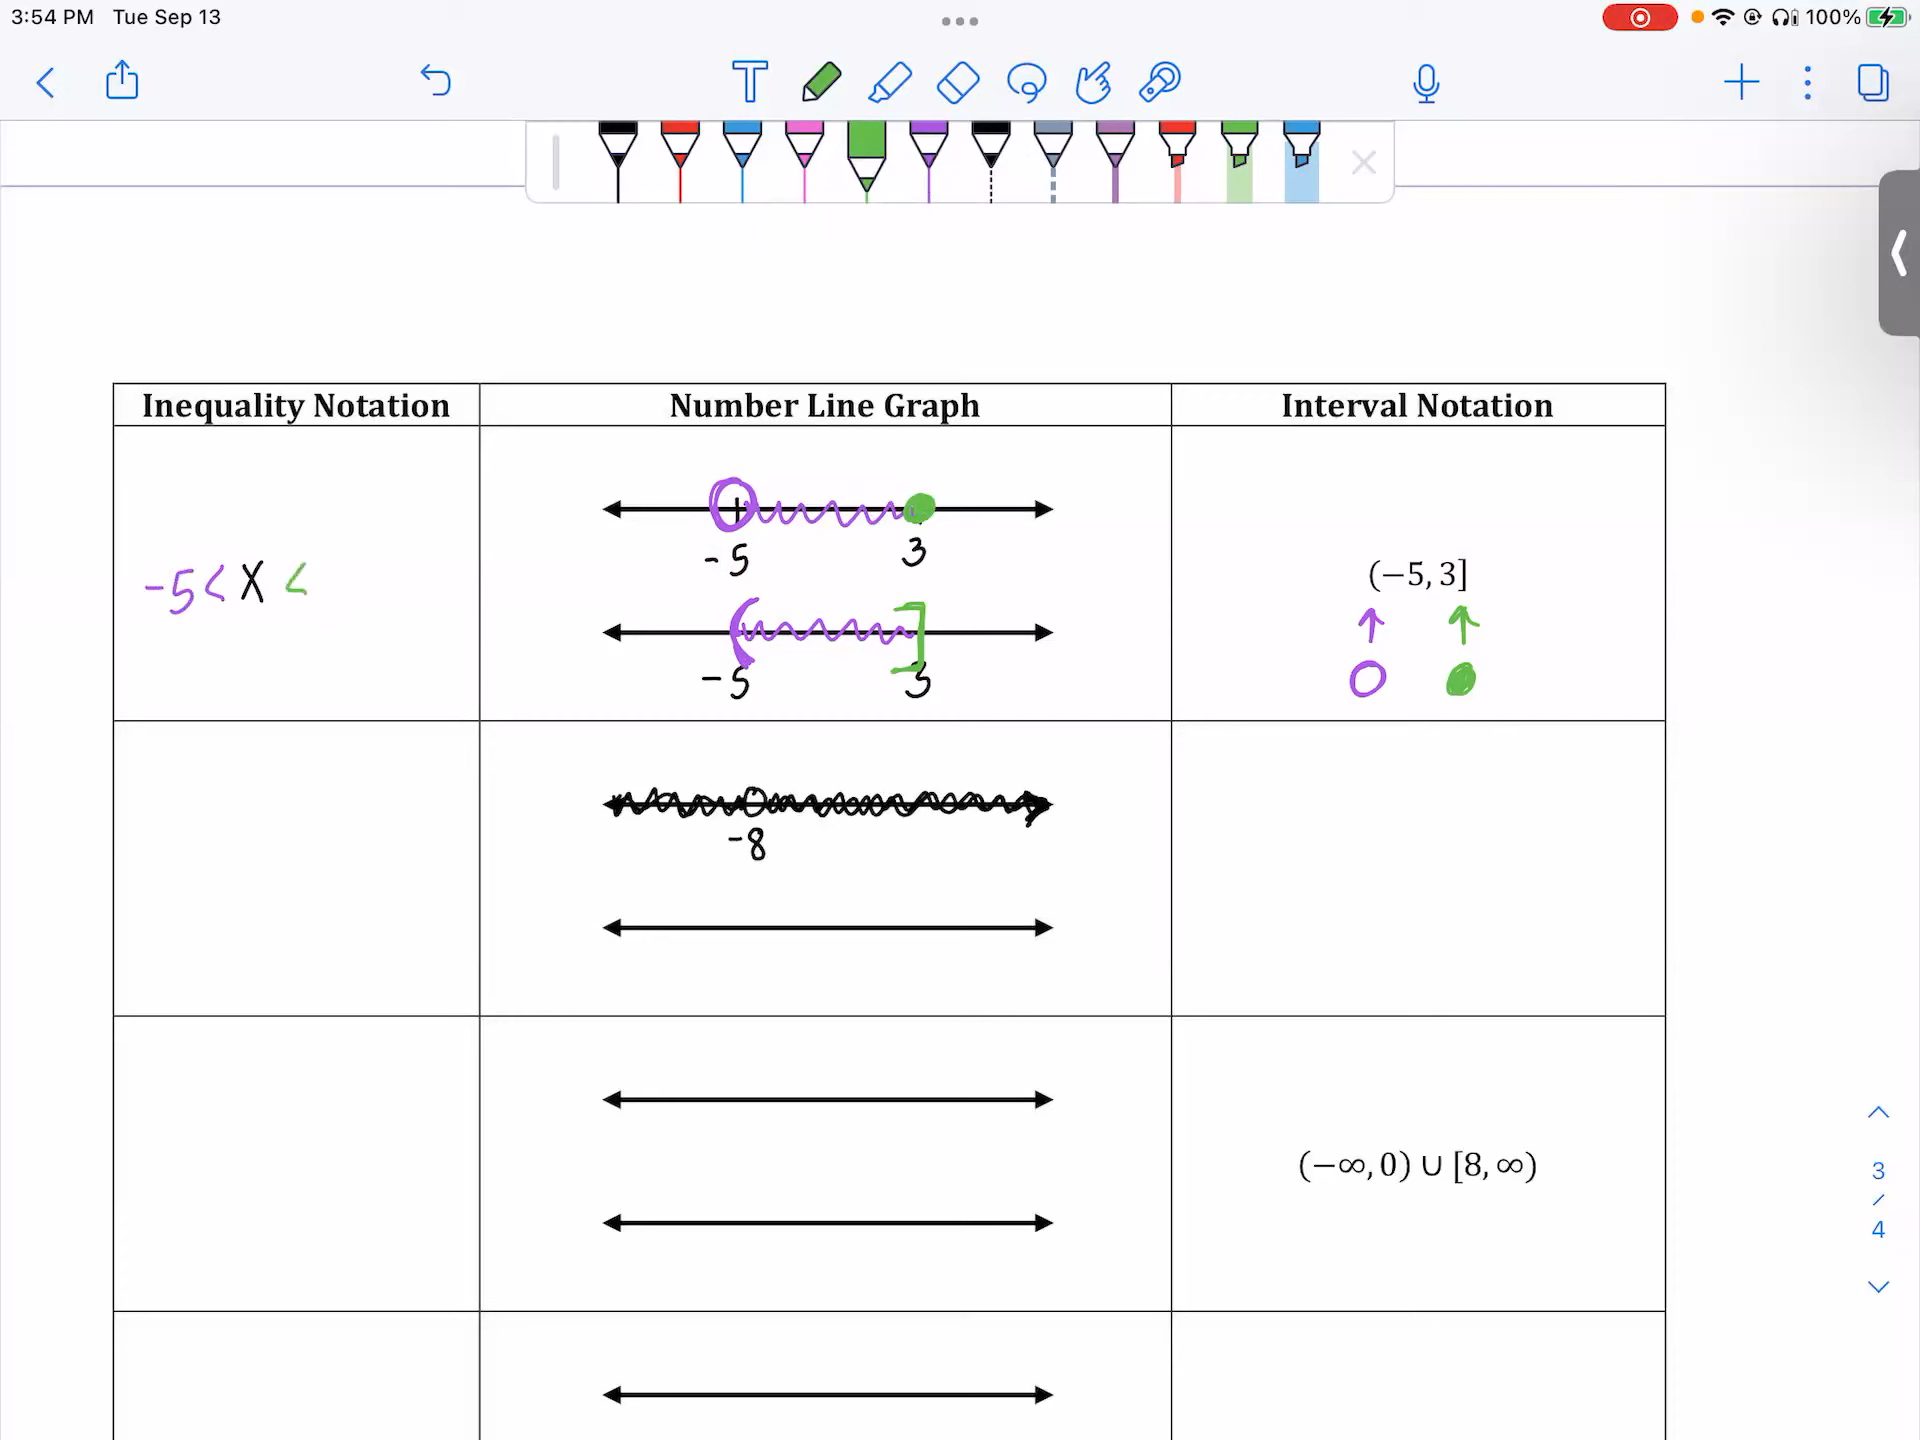 3:54 PM Tue Sep 13
100%
T
Inequality Notation Number Line Graph Interval Notation
-5 3
-5 < x <
(−5, 3]
-5 3
-8
(−∞, 0) ∪ [8, ∞)
3
/
4